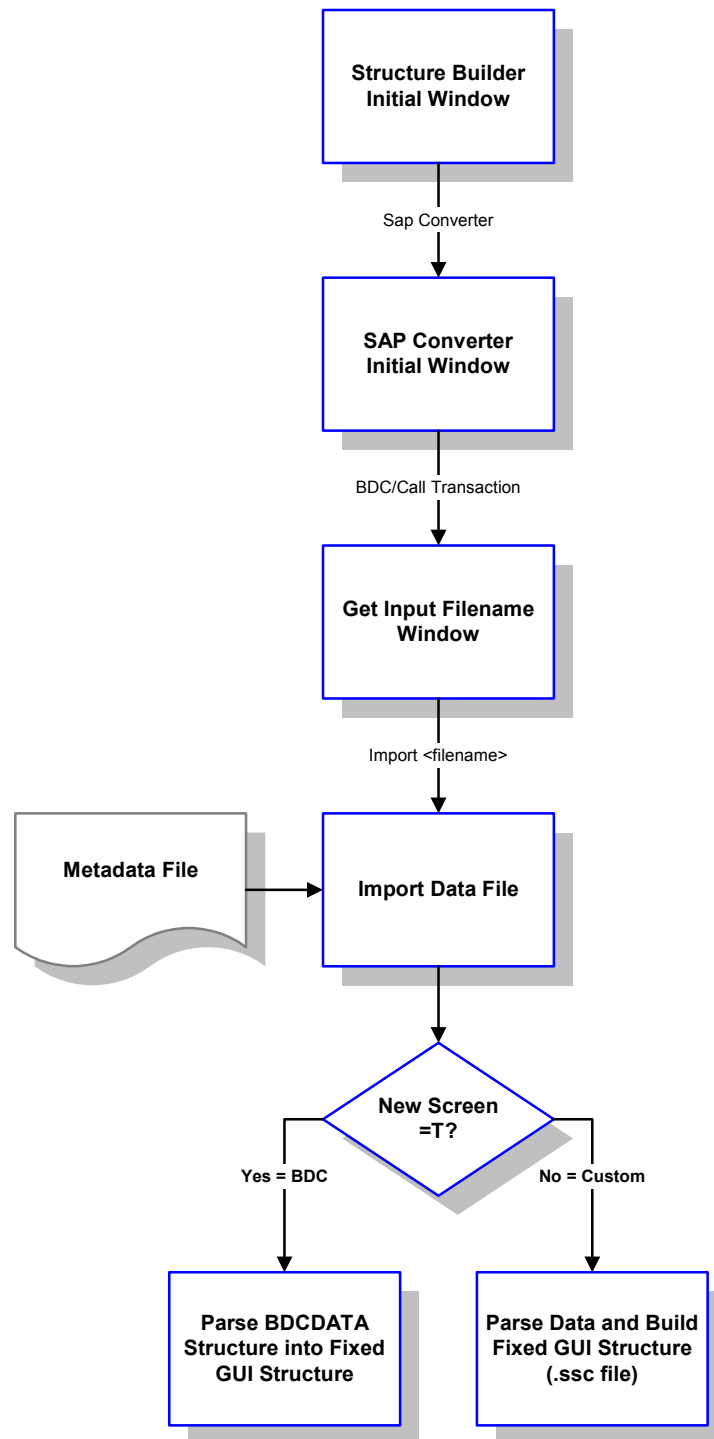 Structure Builder
Initial Window
Sap Converter
SAP Converter
Initial Window
BDC/Call Transaction
Get Input Filename
Window
Import <filename>
Metadata File
Import Data File
New Screen
=T?
Yes = BDC
No = Custom
Parse BDCDATA
Structure into Fixed
GUI Structure
Parse Data and Build
Fixed GUI Structure
(.ssc file)